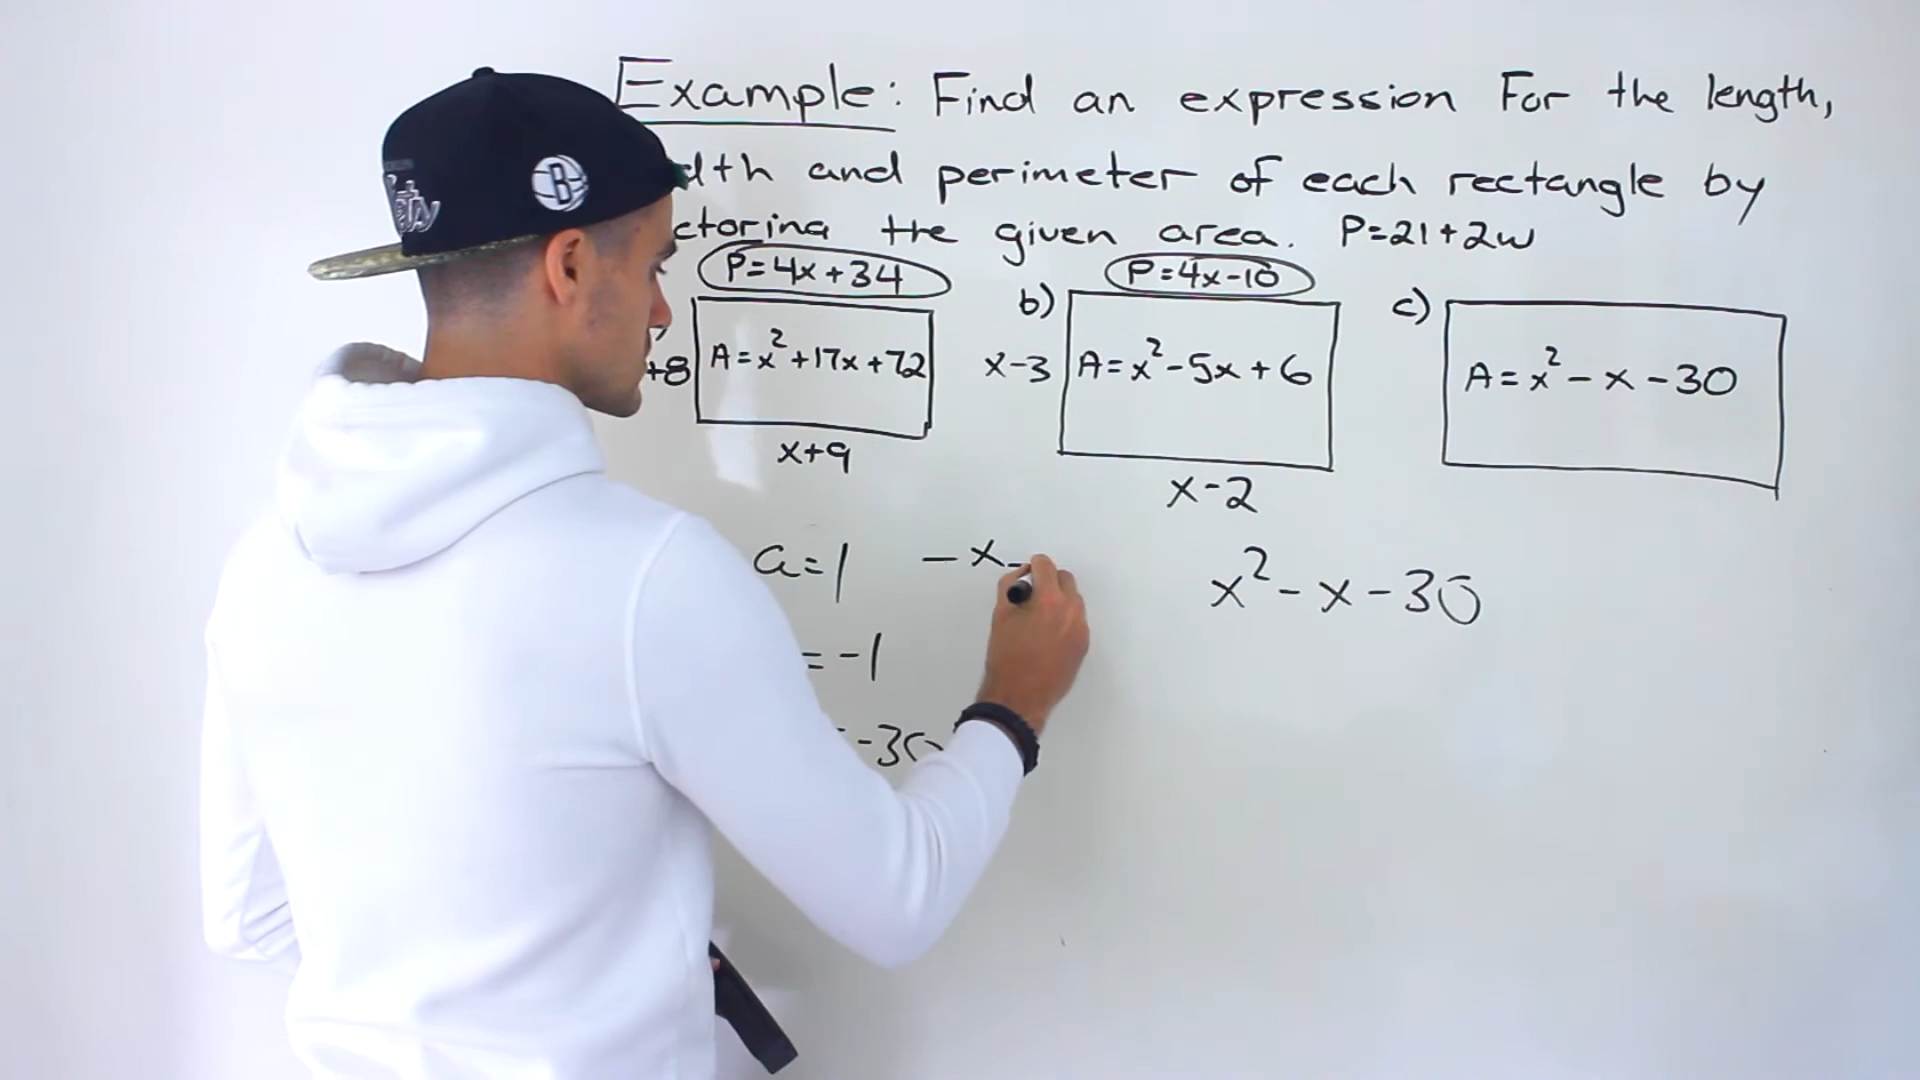 Example: Find an expression For the length,
and perimeter of each rectangle by
the given area. P=2l+2w
P=4x+34
P=4x-10
b)
c)
+8
A=x²+17x+72
x-3
A=x²-5x+6
A=x²-x-30
x+9
x-2
a=1
-x-
x²-x-30
=-1
-30
B